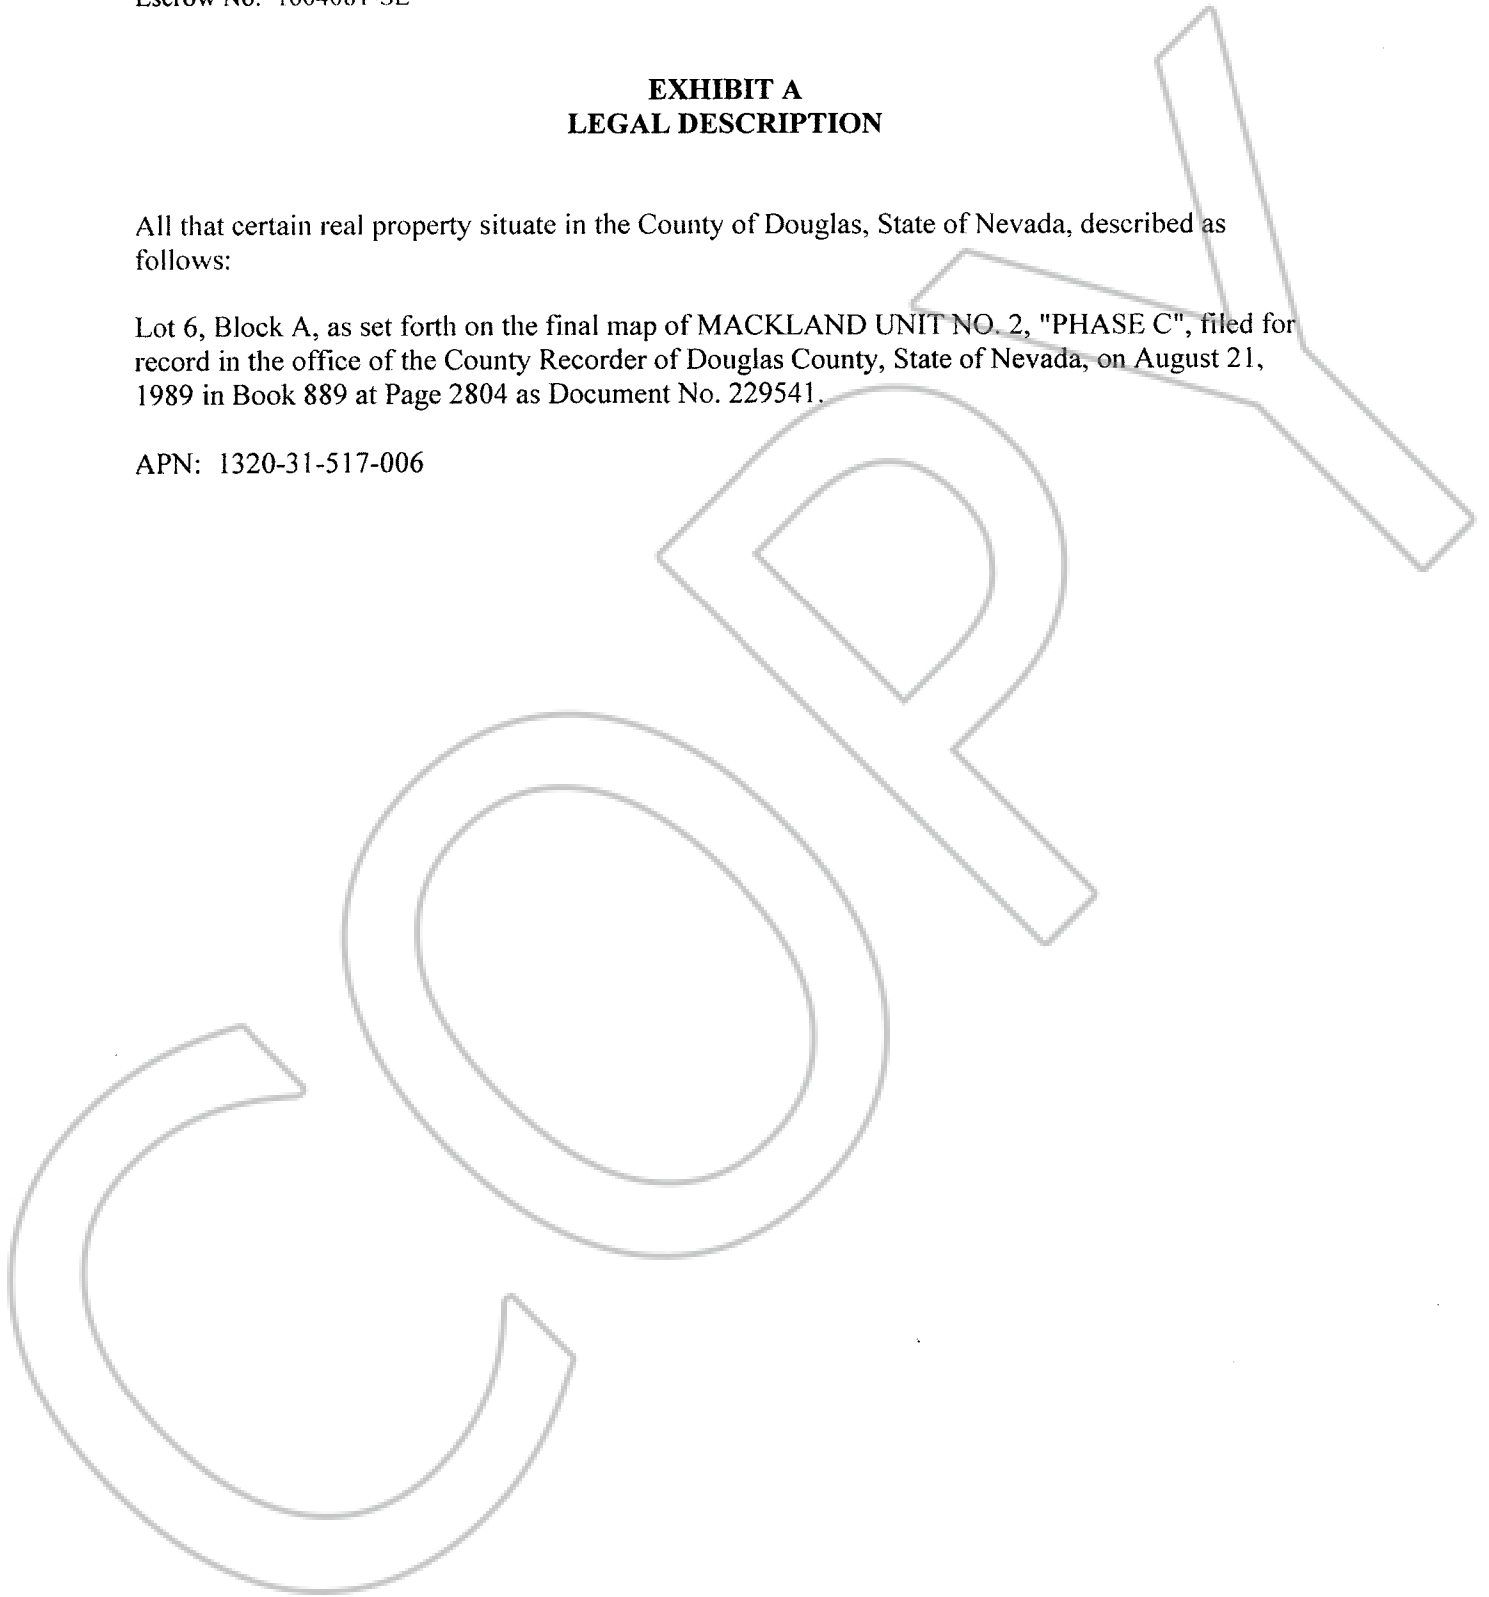 Escrow No.
EXHIBIT A
LEGAL DESCRIPTION
All that certain real property situate in the County of Douglas, State of Nevada, described as
follows:
Lot 6, Block A, as set forth on the final map of MACKLAND UNIT NO. 2, "PHASE C", filed for
record in the office of the County Recorder of Douglas County, State of Nevada, on August 21,
1989 in Book 889 at Page 2804 as Document No. 229541.
APN: 1320-31-517-006
COPY